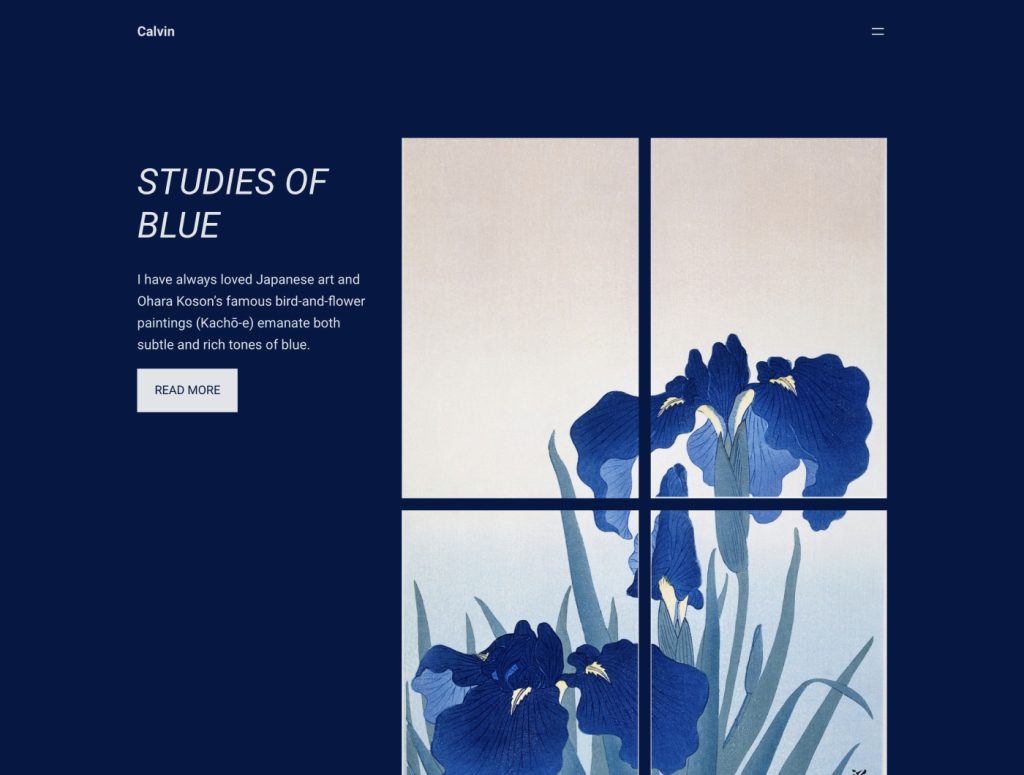 Calvin
STUDIES OF
BLUE
I have always loved Japanese art and
Ohara Koson's famous bird-and-flower
paintings (Kachō-e) emanate both
subtle and rich tones of blue.
READ MORE